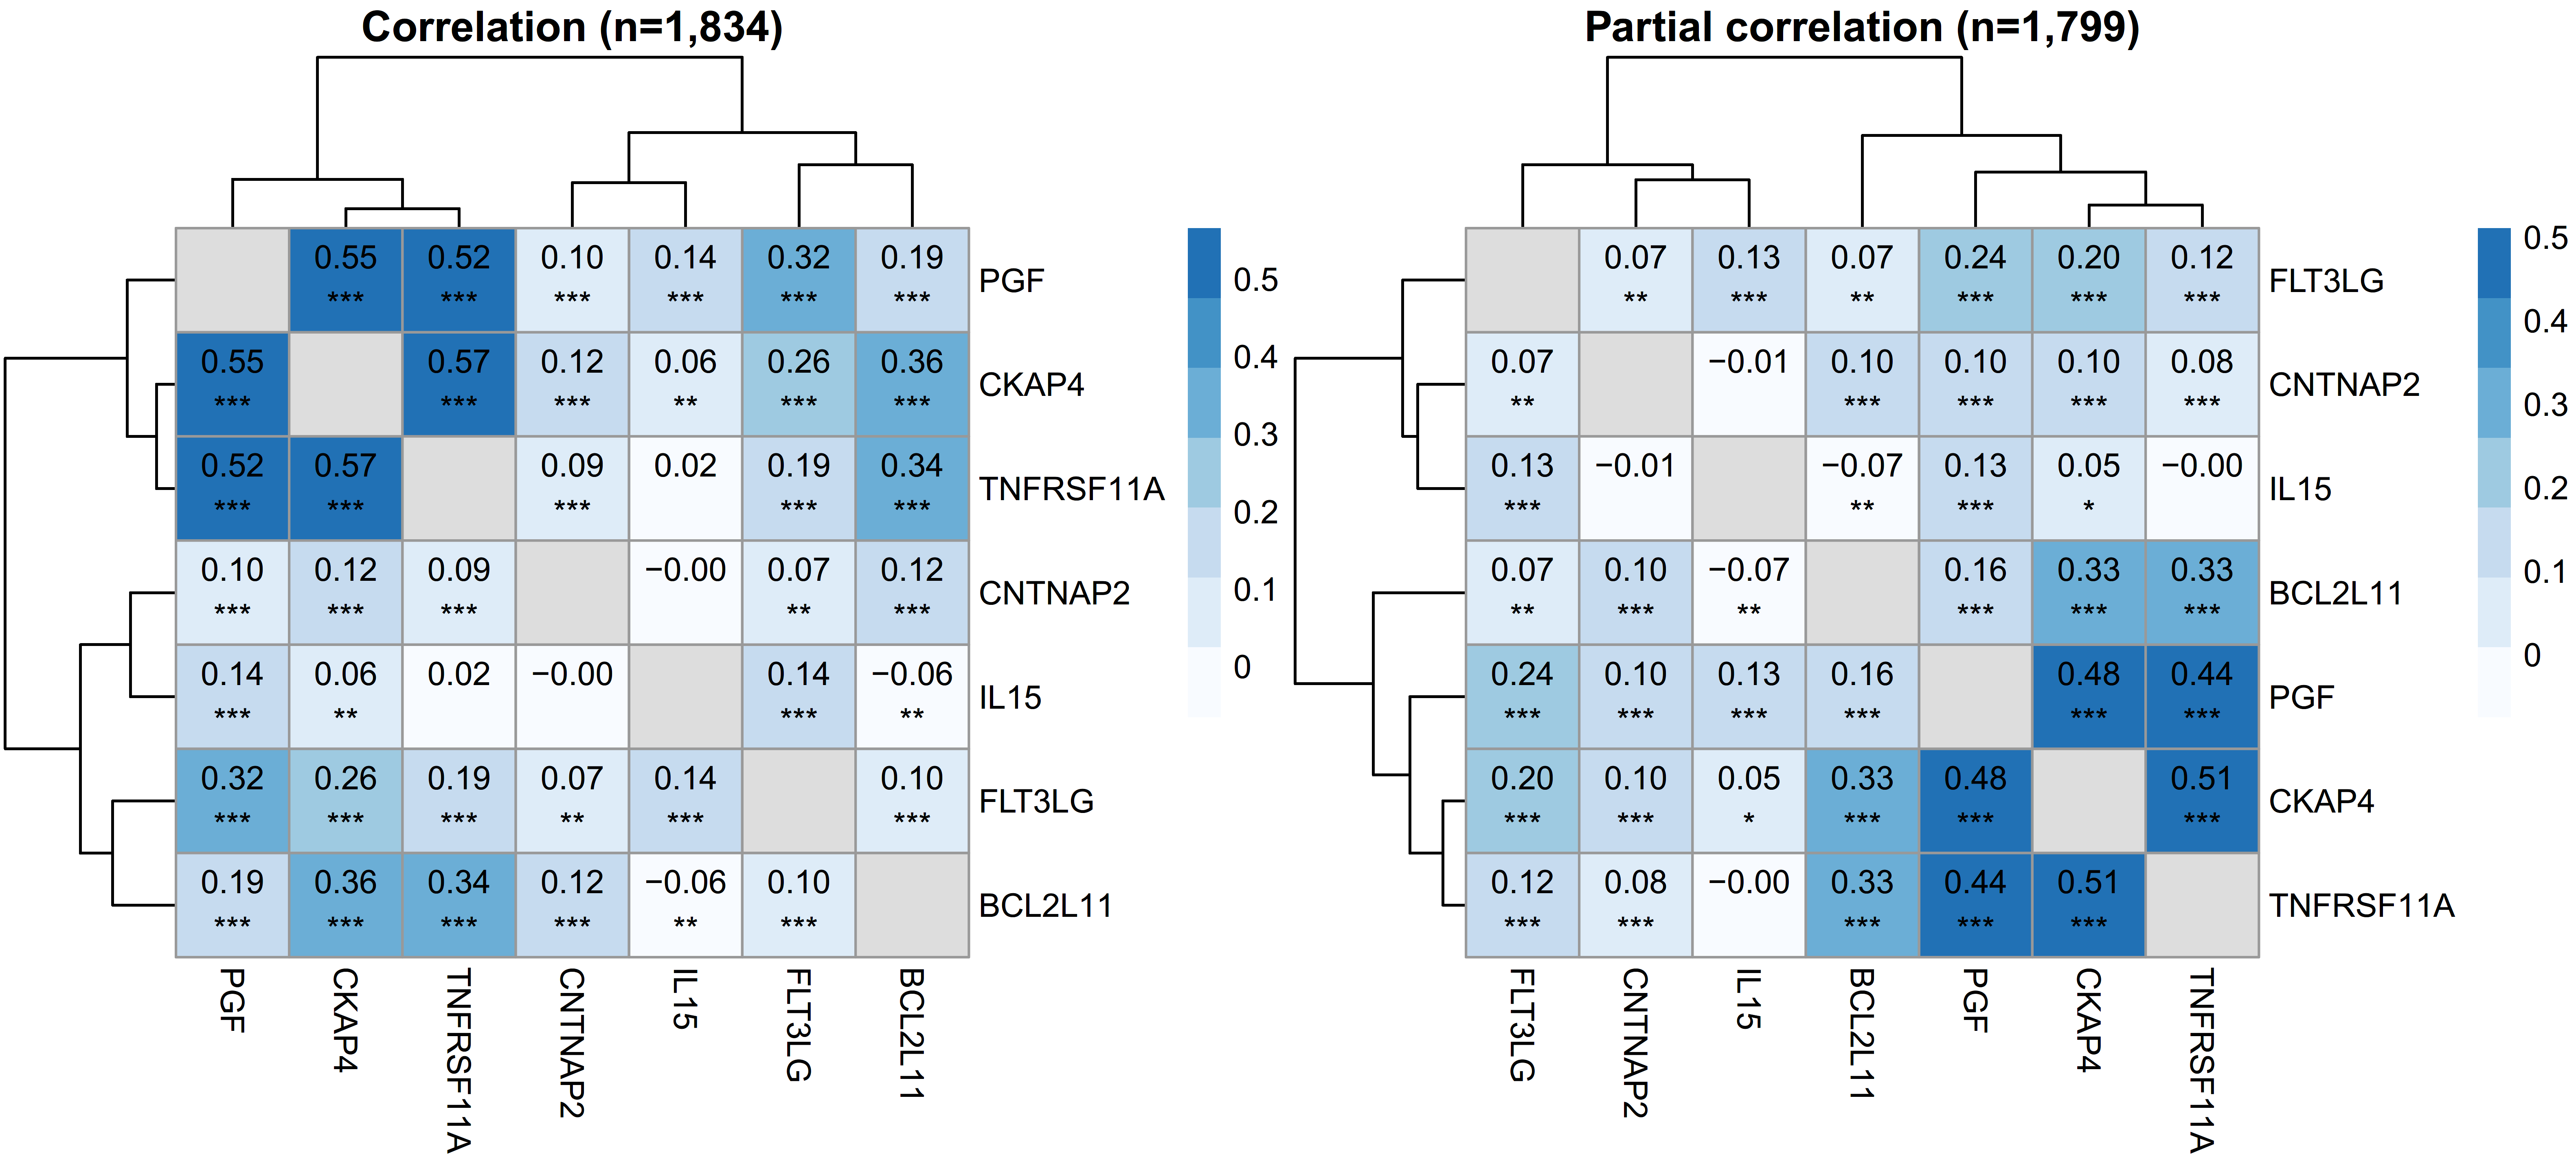 Correlation (n=1,834)
0.55 0.52 0.10 0.14 0.32 0.19 PGF
*** *** *** *** *** ***
0.55 0.57 0.12 0.06 0.26 0.36 CKAP4
*** *** *** ** *** ***
0.52 0.57 0.09 0.02 0.19 0.34 TNFRSF11A
*** *** *** *** ***
0.10 0.12 0.09 −0.00 0.07 0.12 CNTNAP2
*** *** *** ** ***
0.14 0.06 0.02 −0.00 0.14 −0.06 IL15
*** ** *** **
0.32 0.26 0.19 0.07 0.14 0.10 FLT3LG
*** *** *** ** *** ***
0.19 0.36 0.34 0.12 −0.06 0.10 BCL2L11
*** *** *** *** ** ***
PGF CKAP4 TNFRSF11A CNTNAP2 IL15 FLT3LG BCL2L11
0.5
0.4
0.3
0.2
0.1
0
Partial correlation (n=1,799)
0.07 0.13 0.07 0.24 0.20 0.12 FLT3LG
** *** ** *** *** ***
0.07 −0.01 0.10 0.10 0.10 0.08 CNTNAP2
** *** *** *** ***
0.13 −0.01 −0.07 0.13 0.05 −0.00 IL15
*** ** *** *
0.07 0.10 −0.07 0.16 0.33 0.33 BCL2L11
** *** ** *** *** ***
0.24 0.10 0.13 0.16 0.48 0.44 PGF
*** *** *** *** *** ***
0.20 0.10 0.05 0.33 0.48 0.51 CKAP4
*** *** * *** *** ***
0.12 0.08 −0.00 0.33 0.44 0.51 TNFRSF11A
*** *** *** *** ***
FLT3LG CNTNAP2 IL15 BCL2L11 PGF CKAP4 TNFRSF11A
0.5
0.4
0.3
0.2
0.1
0